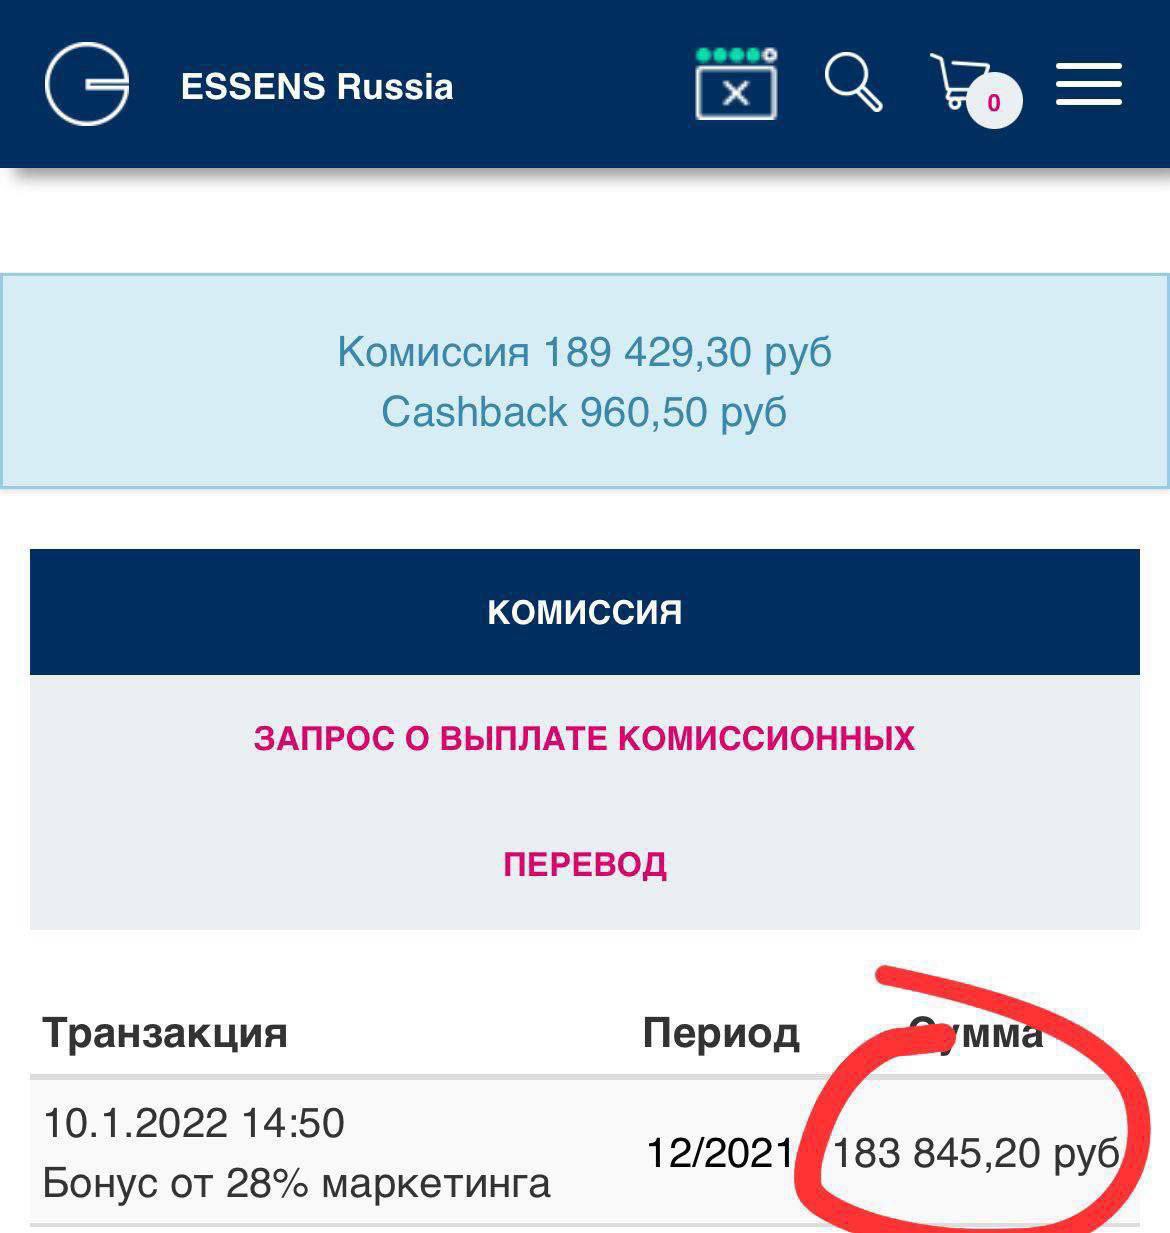 ESSENS Russia
0
Комиссия 189 429,30 руб
Cashback 960,50 руб
КОМИССИЯ
ЗАПРОС О ВЫПЛАТЕ КОМИССИОННЫХ
ПЕРЕВОД
Транзакция Период Сумма
10.1.2022 14:50
12/2021 183 845,20 руб
Бонус от 28% маркетинга